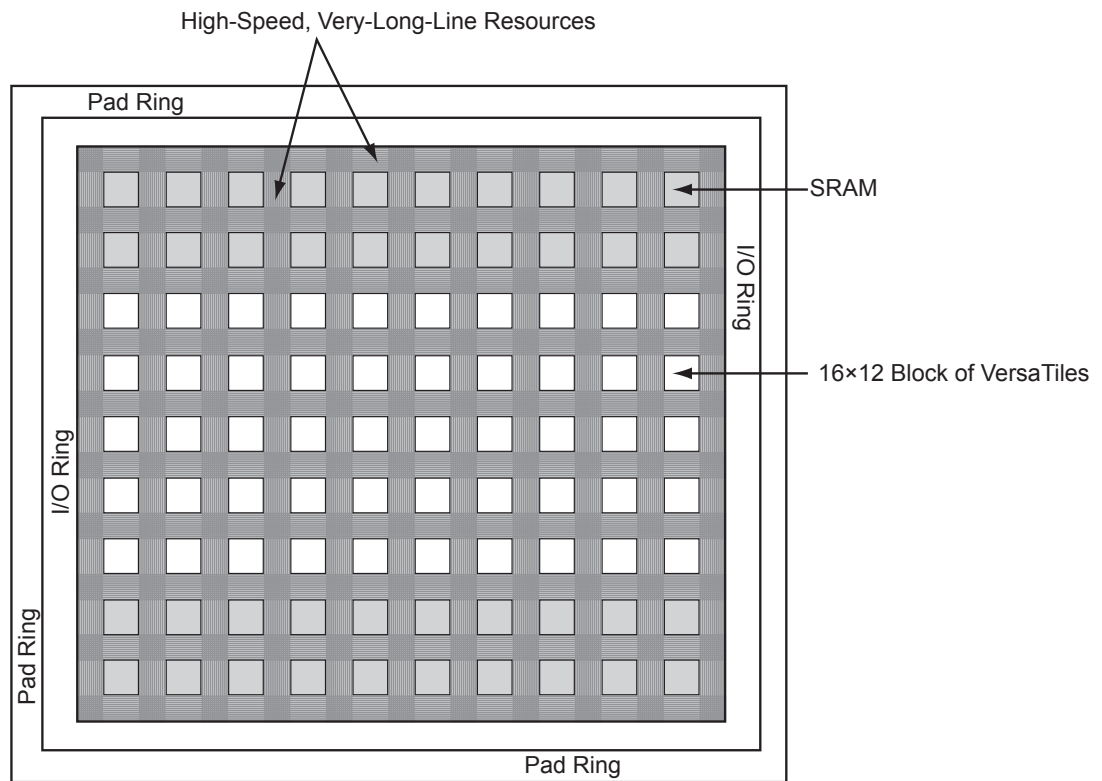 High-Speed, Very-Long-Line Resources
Pad Ring
SRAM
I/O Ring
16×12 Block of VersaTiles
I/O Ring
Pad Ring
Pad Ring